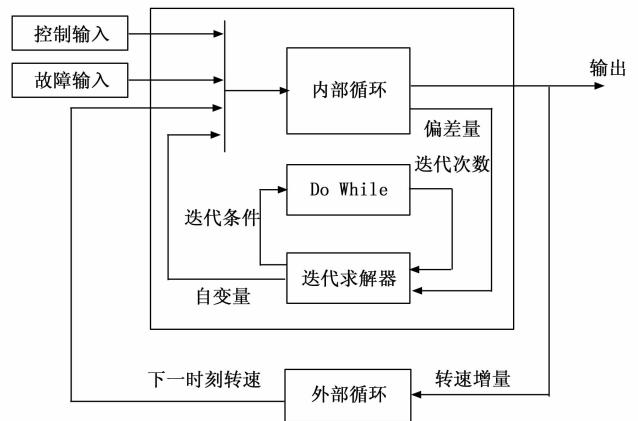 控制输入
故障输入
内部循环
输出
偏差量
迭代次数
Do While
迭代条件
迭代求解器
自变量
下一时刻转速
外部循环
转速增量